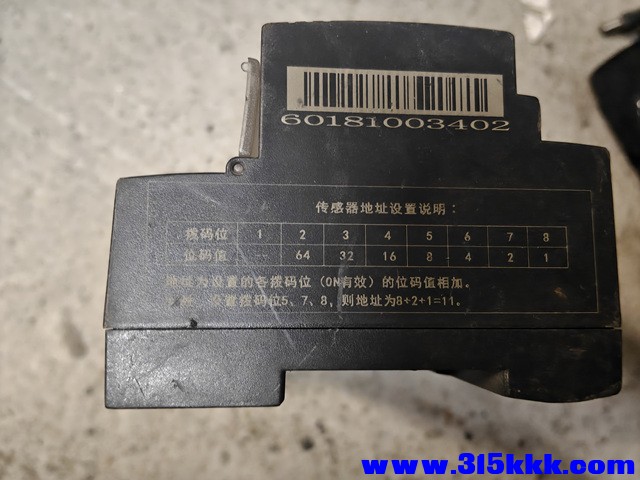 60181003402
传感器地址设置说明：
拨码位 1 2 3 4 5 6 7 8
位码值 -- 64 32 16 8 4 2 1
地址为设置的各拨码位（ON有效）的位码值相加。
设置拨码位5、7、8，则地址为8+2+1=11。
www.315kkk.com